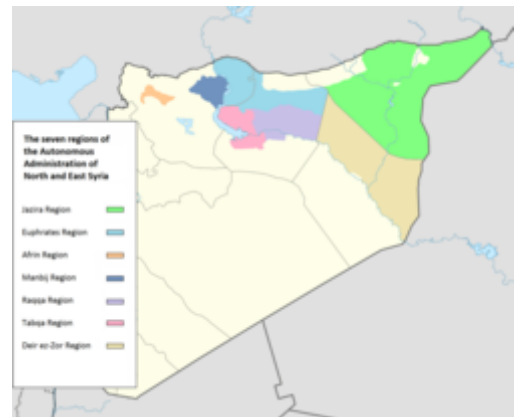 The seven regions of
the Autonomous
Administration of
North and East Syria
Jazira Region
Euphrates Region
Afrin Region
Manbij Region
Raqqa Region
Tabqa Region
Deir ez-Zor Region